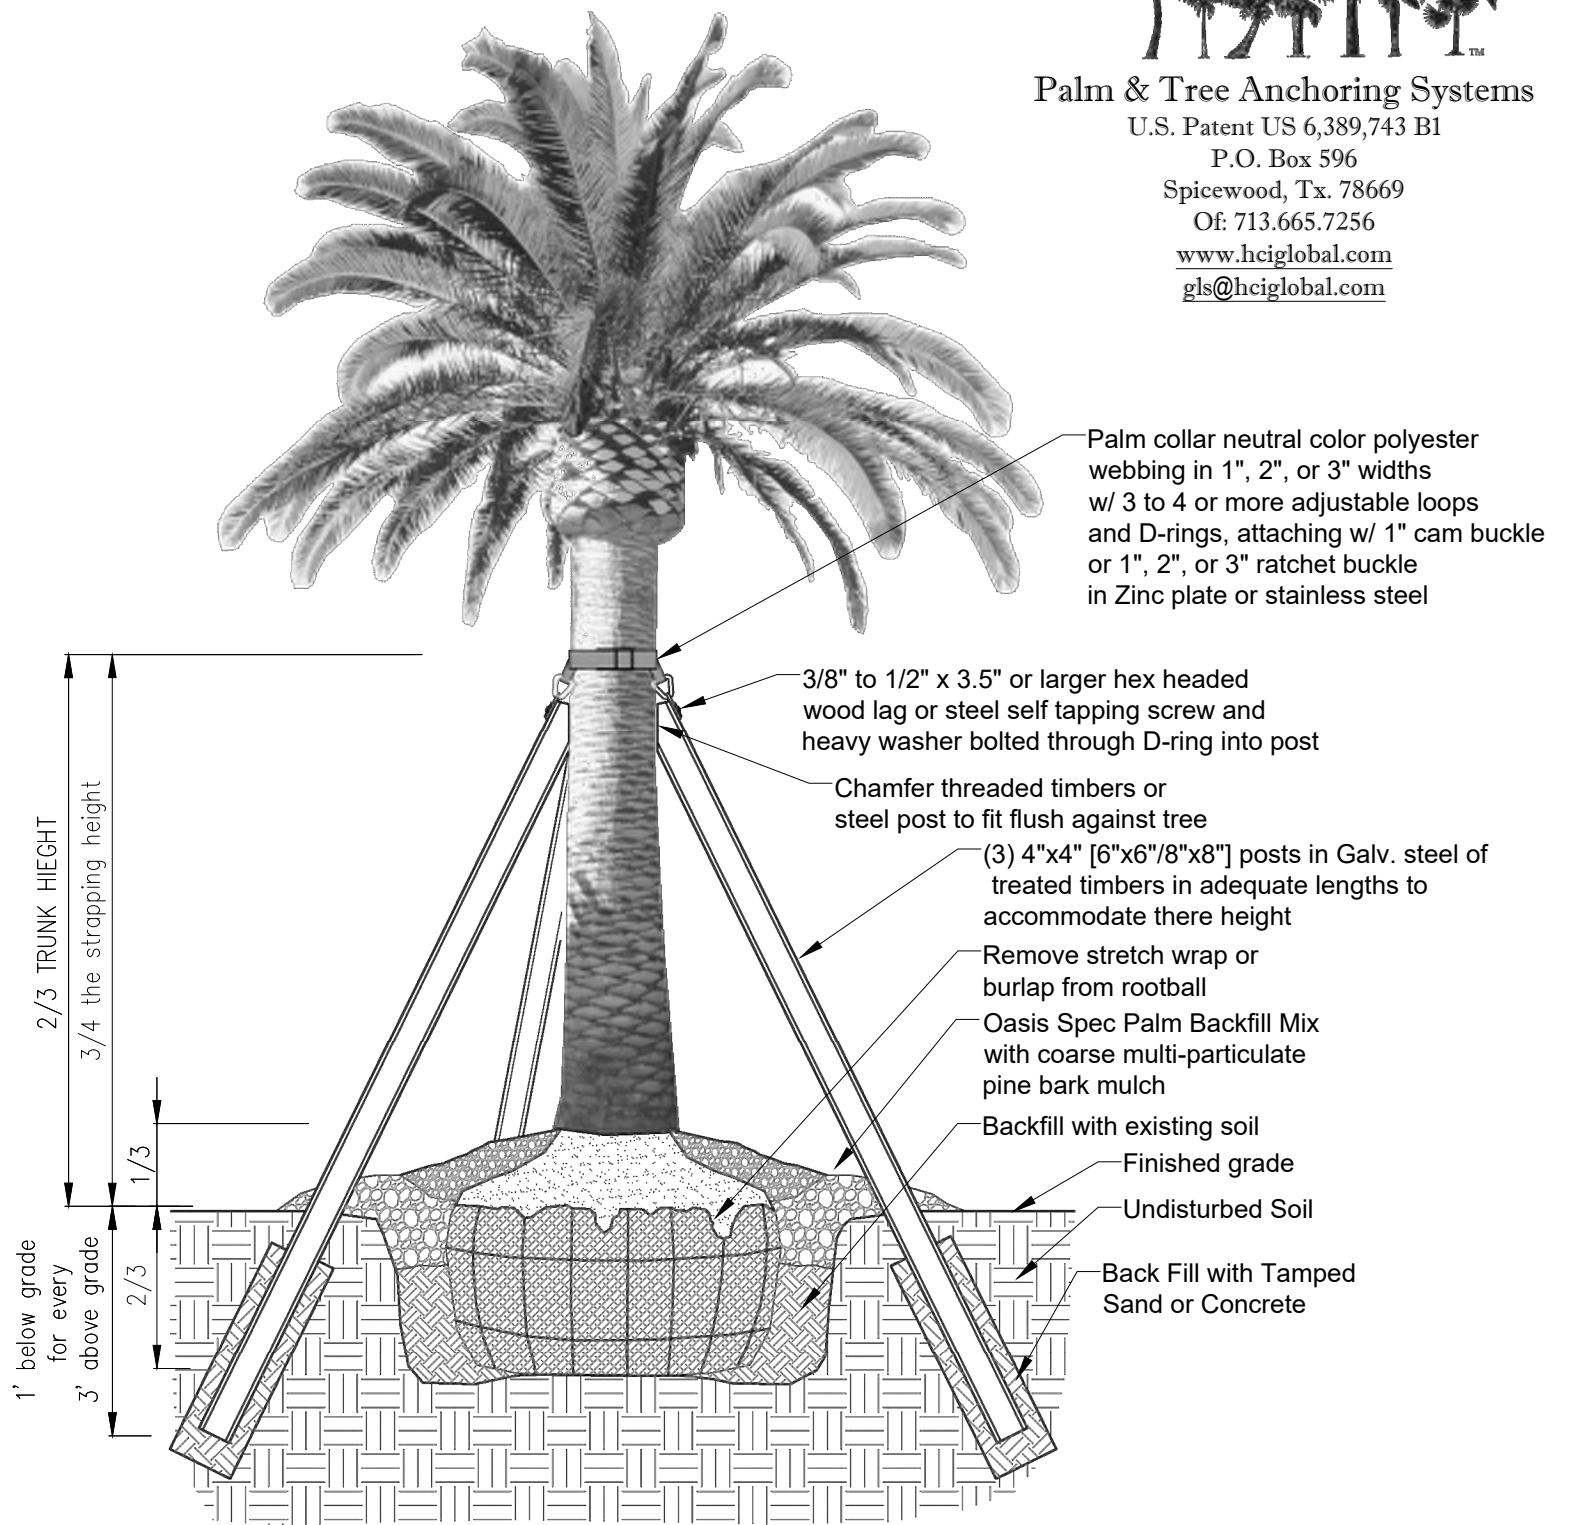 TM
Palm & Tree Anchoring Systems
U.S. Patent US 6,389,743 B1
P.O. Box 596
Spicewood, Tx. 78669
Of: 713.665.7256
www.hciglobal.com
gls@hciglobal.com
Palm collar neutral color polyester
webbing in 1", 2", or 3" widths
w/ 3 to 4 or more adjustable loops
and D-rings, attaching w/ 1" cam buckle
or 1", 2", or 3" ratchet buckle
in Zinc plate or stainless steel
3/8" to 1/2" x 3.5" or larger hex headed
wood lag or steel self tapping screw and
heavy washer bolted through D-ring into post
Chamfer threaded timbers or
steel post to fit flush against tree
(3) 4"x4" [6"x6"/8"x8"] posts in Galv. steel of
treated timbers in adequate lengths to
accommodate there height
Remove stretch wrap or
burlap from rootball
Oasis Spec Palm Backfill Mix
with coarse multi-particulate
pine bark mulch
Backfill with existing soil
Finished grade
Undisturbed Soil
Back Fill with Tamped
Sand or Concrete
2/3 TRUNK HIEGHT
3/4 the strapping height
1/3
2/3
1' below grade
for every
3' above grade